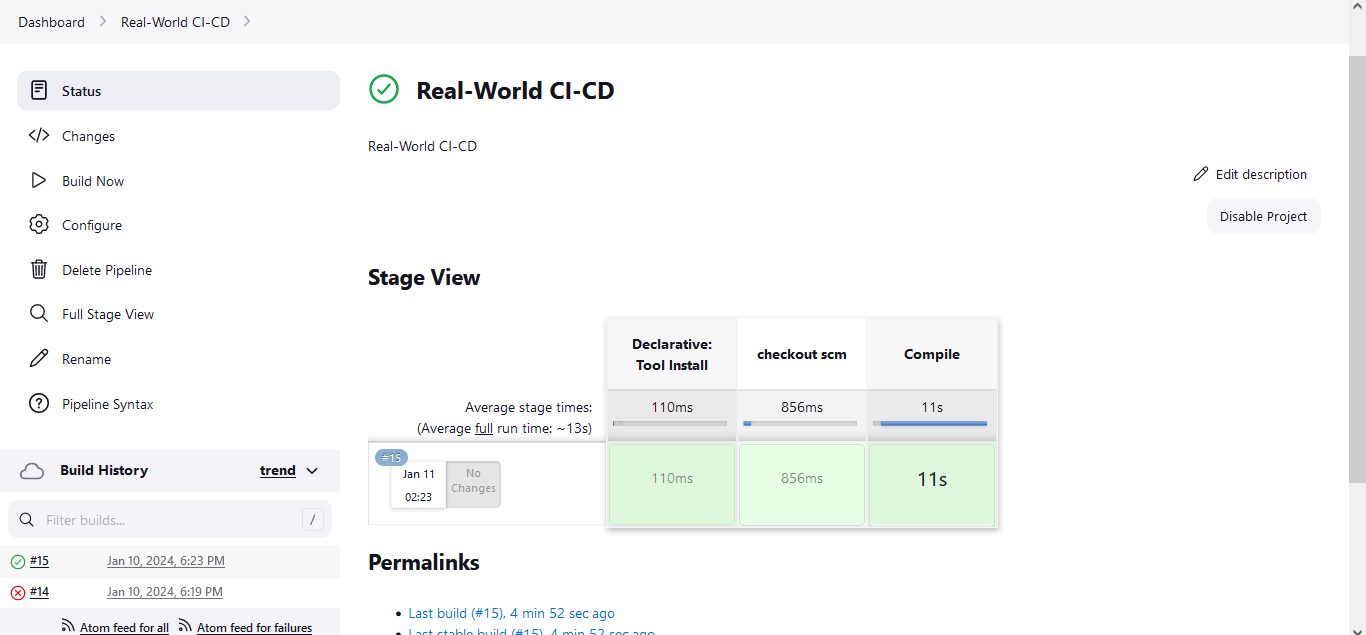 Dashboard > Real-World CI-CD >
Status
Changes
Build Now
Configure
Delete Pipeline
Full Stage View
Rename
Pipeline Syntax
Build History trend
Filter builds... /
#15 Jan 10, 2024, 6:23 PM
#14 Jan 10, 2024, 6:19 PM
Atom feed for all Atom feed for failures
Real-World CI-CD
Real-World CI-CD
Edit description
Disable Project
Stage View
Declarative:
Tool Install
checkout scm
Compile
Average stage times:
(Average full run time: ~13s)
110ms
856ms
11s
#15
Jan 11
02:23
No
Changes
110ms
856ms
11s
Permalinks
Last build (#15), 4 min 52 sec ago
Last stable build (#15), 4 min 52 sec ago